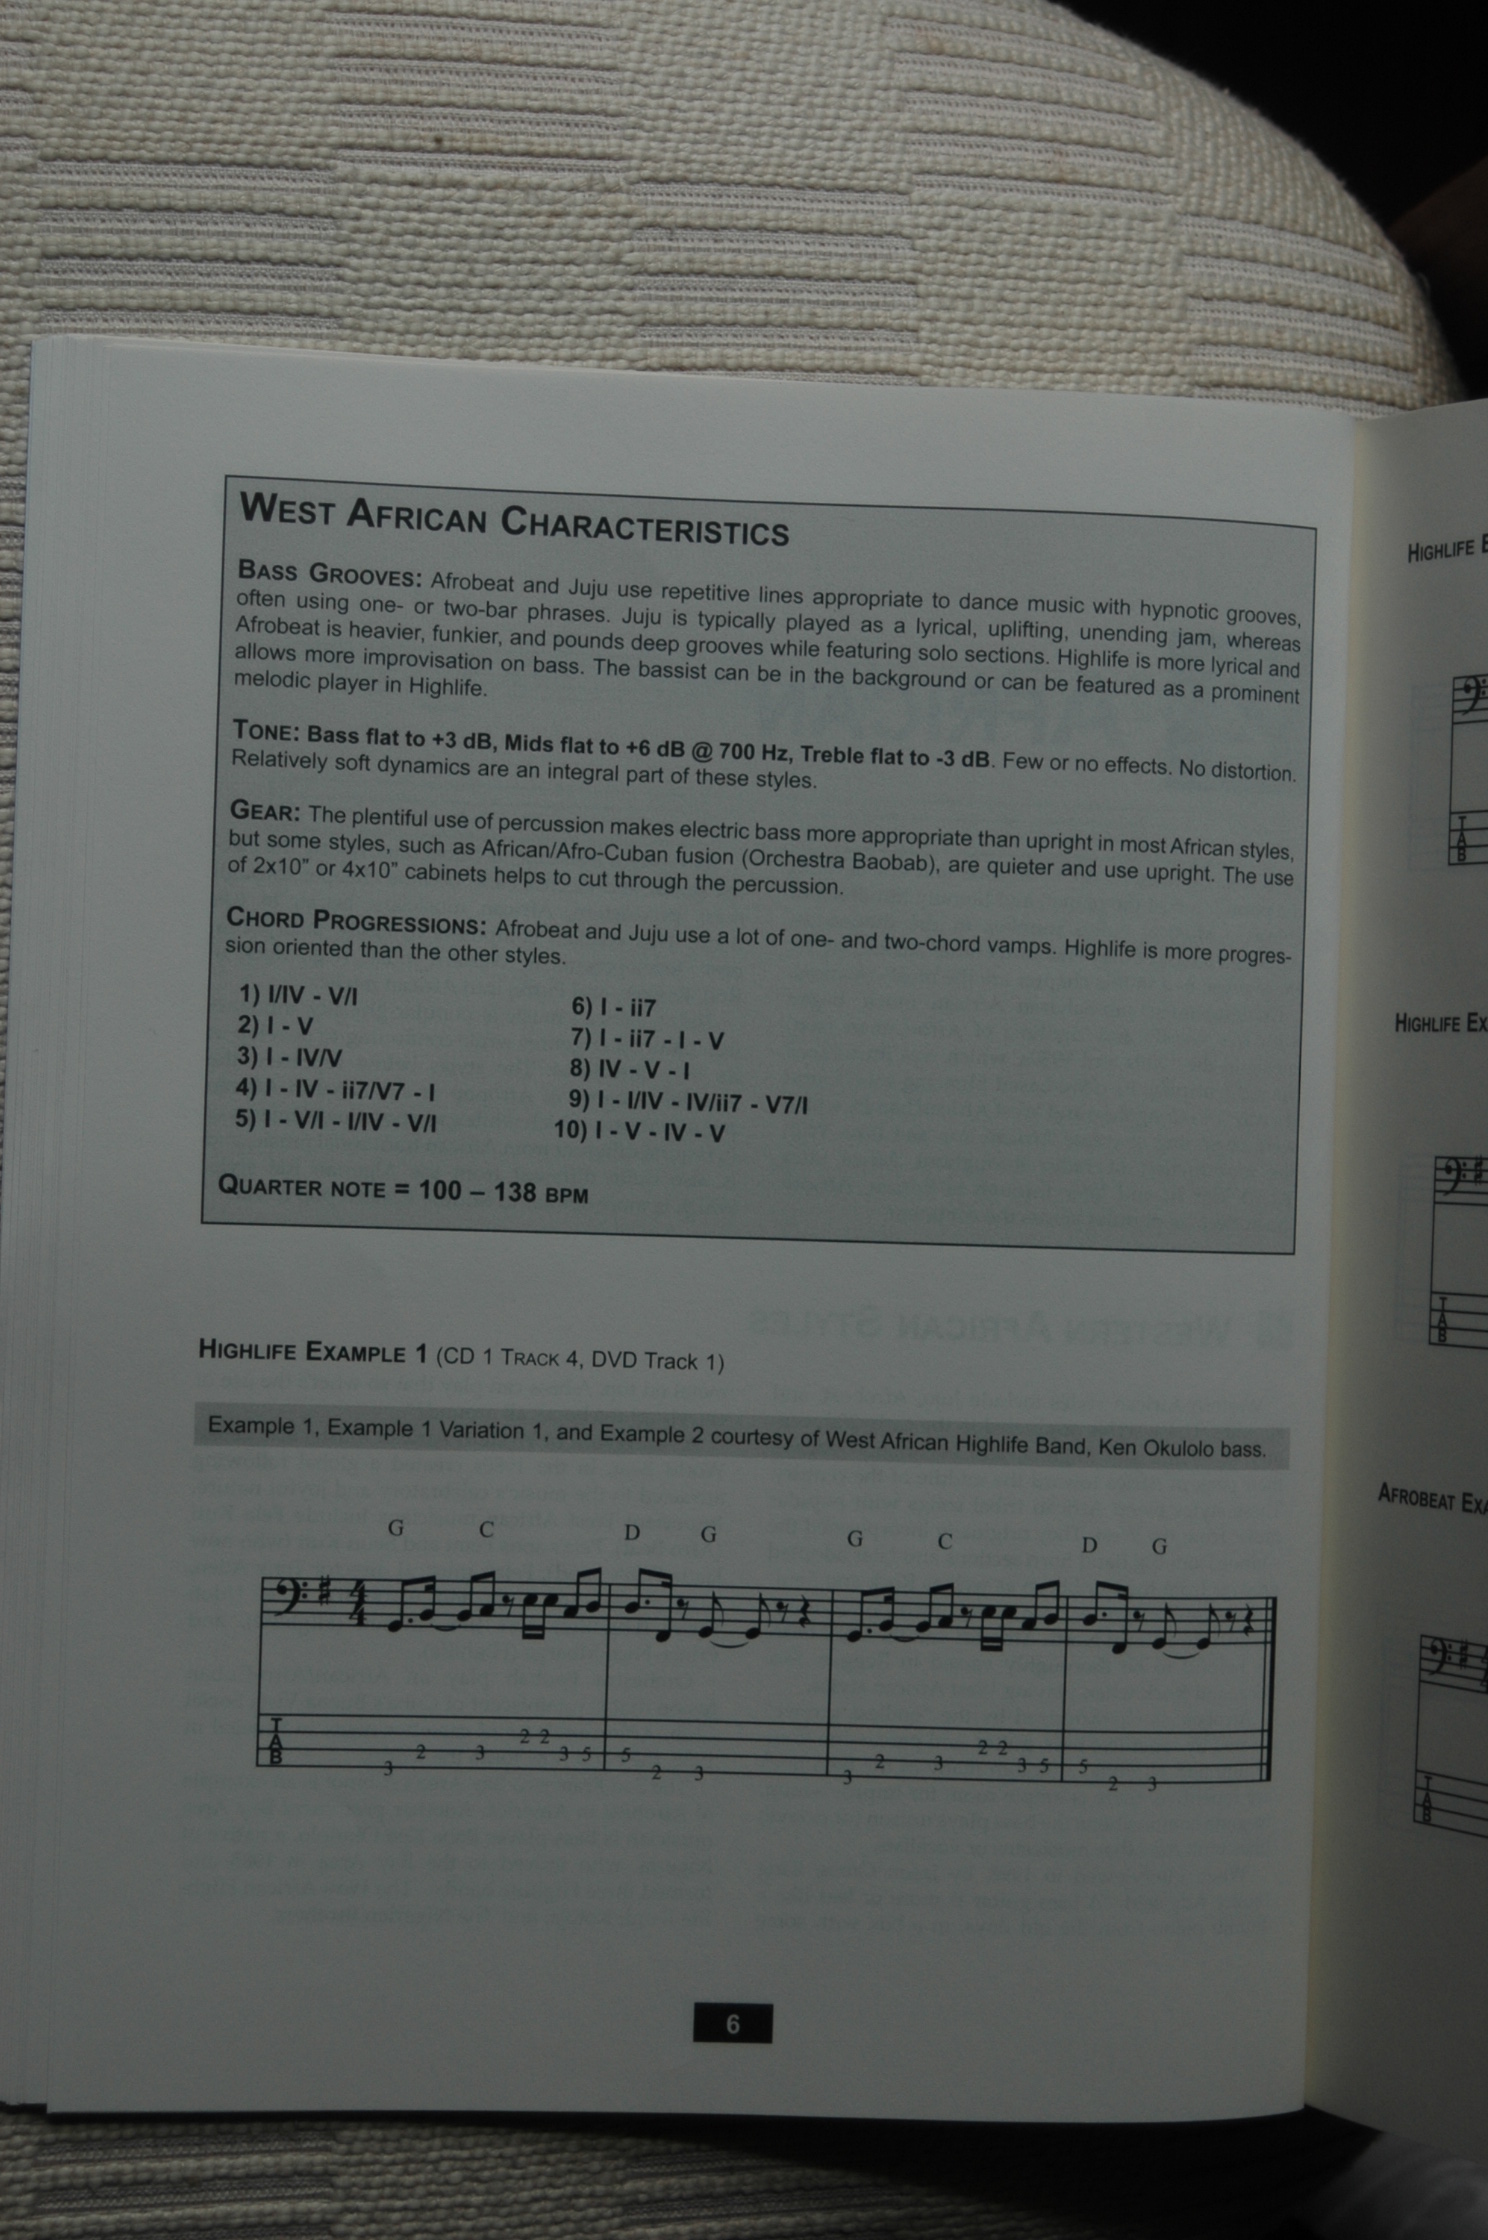 WEST AFRICAN CHARACTERISTICS
BASS GROOVES: Afrobeat and Juju use repetitive lines appropriate to dance music with hypnotic grooves,
often using one- or two-bar phrases. Juju is typically played as a lyrical, uplifting, unending jam, whereas
Afrobeat is heavier, funkier, and pounds deep grooves while featuring solo sections. Highlife is more lyrical and
allows more improvisation on bass. The bassist can be in the background or can be featured as a prominent
melodic player in Highlife.
TONE: Bass flat to +3 dB, Mids flat to +6 dB @ 700 Hz, Treble flat to -3 dB. Few or no effects. No distortion.
Relatively soft dynamics are an integral part of these styles.
GEAR: The plentiful use of percussion makes electric bass more appropriate than upright in most African styles,
but some styles, such as African/Afro-Cuban fusion (Orchestra Baobab), are quieter and use upright. The use
of 2x10” or 4x10” cabinets helps to cut through the percussion.
CHORD PROGRESSIONS: Afrobeat and Juju use a lot of one- and two-chord vamps. Highlife is more progres-
sion oriented than the other styles.
1) I/IV - V/I
2) I - V
3) I - IV/V
4) I - IV - ii7/V7 - I
5) I - V/I - I/IV - V/I
6) I - ii7
7) I - ii7 - I - V
8) IV - V - I
9) I - I/IV - IV/ii7 - V7/I
10) I - V - IV - V
QUARTER NOTE = 100 – 138 BPM
HIGHLIFE EXAMPLE 1 (CD 1 TRACK 4, DVD Track 1)
Example 1, Example 1 Variation 1, and Example 2 courtesy of West African Highlife Band, Ken Okulolo bass.
G C D G G C D G
4
4
T
A
B
3 2 3 2 2 3 5 5 2 3 3 2 3 2 2 3 5 5 2 3
6
HIGHLIFE E
T
A
B
HIGHLIFE EX
T
A
B
AFROBEAT EXA
T
A
B